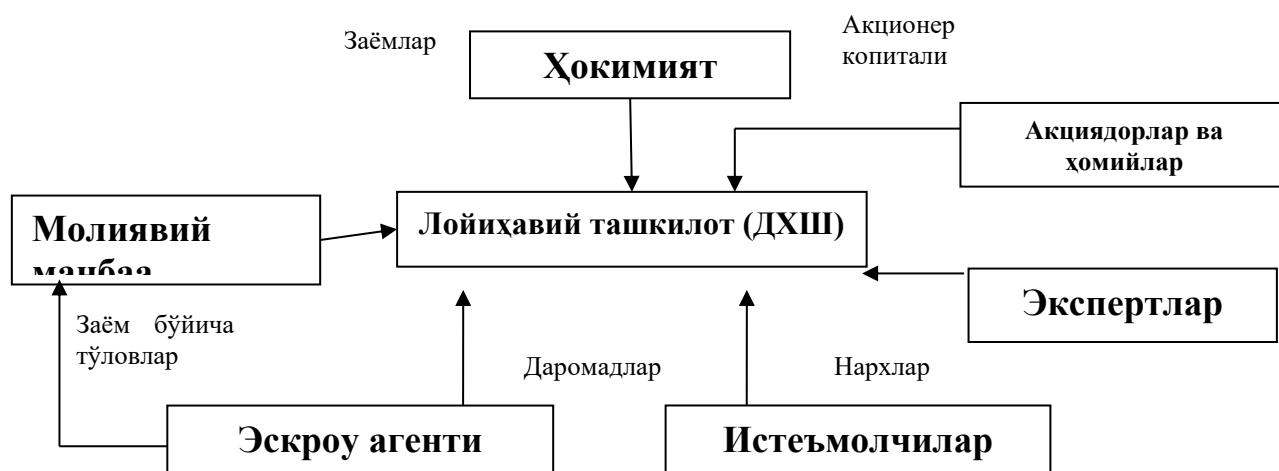 Заёмлар
Акционер
копитали
Ҳокимият
Акциядорлар ва
ҳомийлар
Молиявий
манбаа
Лойиҳавий ташкилот (ДХШ)
Экспертлар
Заём бўйича
тўловлар
Даромадлар
Нархлар
Эскроу агенти
Истеъмолчилар